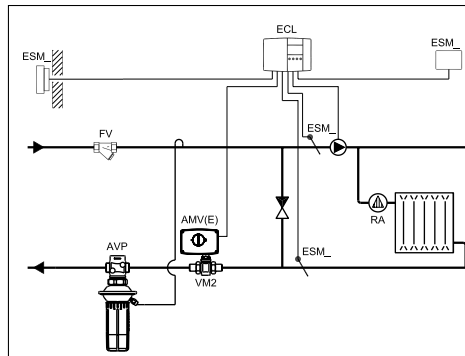 ECL
ESM_
ESM_
FV
ESM_
AMV(E)
RA
AVP
ESM_
VM2